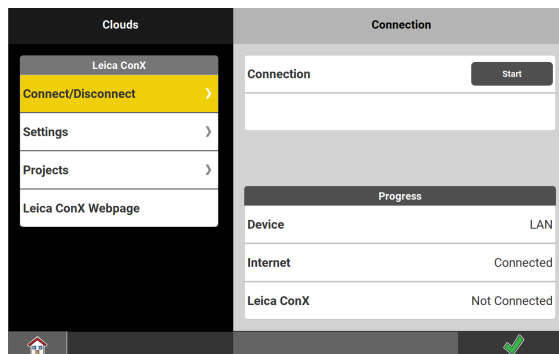 Clouds
Connection
Leica ConX
Connect/Disconnect
Settings
Projects
Leica ConX Webpage
Connection
Start
Progress
Device
LAN
Internet
Connected
Leica ConX
Not Connected